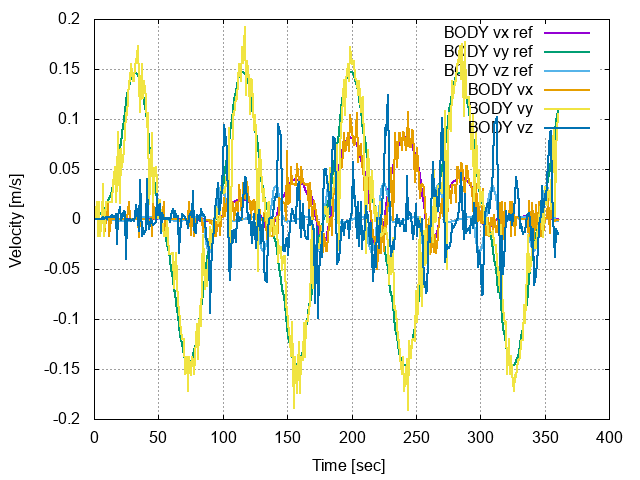 0.2
0.15
0.1
0.05
0
-0.05
-0.1
-0.15
-0.2
0 50 100 150 200 250 300 350 400
Velocity [m/s]
Time [sec]
BODY vx ref
BODY vy ref
BODY vz ref
BODY vx
BODY vy
BODY vz